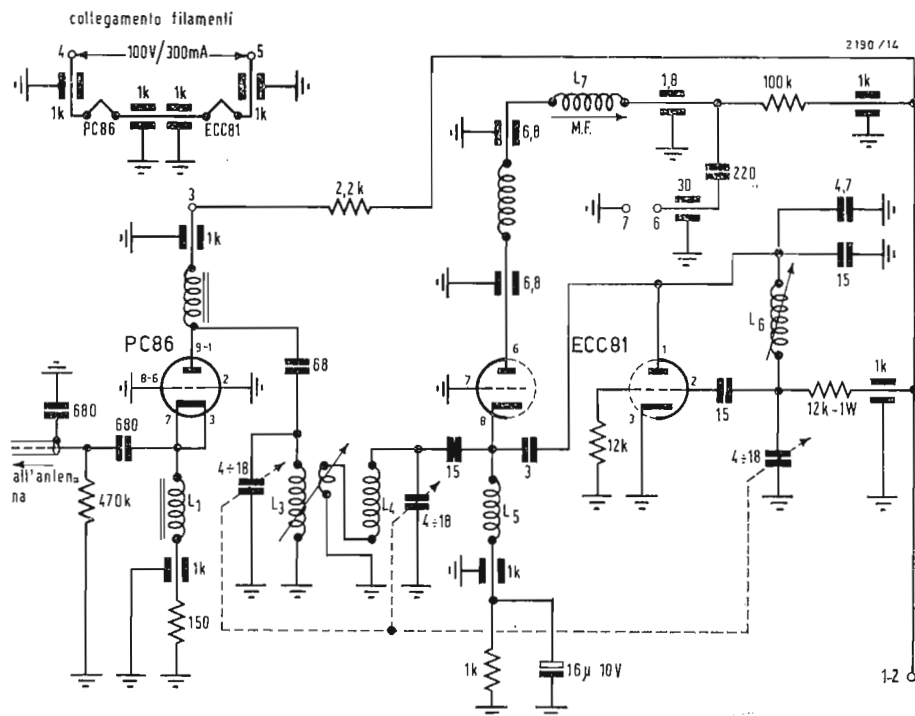 collegamento filamenti
4 100V/300mA 5
1k 1k 1k 1k
PC86 ECC81
2190/14
L7
M.F.
1,8
100k
1k
6,8
220
30
7 6
4,7
15
3
2,2k
1k
6,8
L6
PC86
9-1
8-6 2
7 3
68
6
7
8
ECC81
1
2
3
15
12k-1W
1k
680
680
all'anten=
na
470k
L1
4÷18
L3
L4
4÷18
15
3
L5
12k
4÷18
1k
150
1k
1k
16µ 10V
1-2